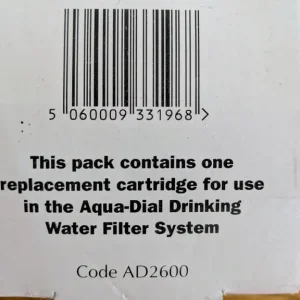 5 060009 331968 >
This pack contains one
replacement cartridge for use
in the Aqua-Dial Drinking
Water Filter System
Code AD2600